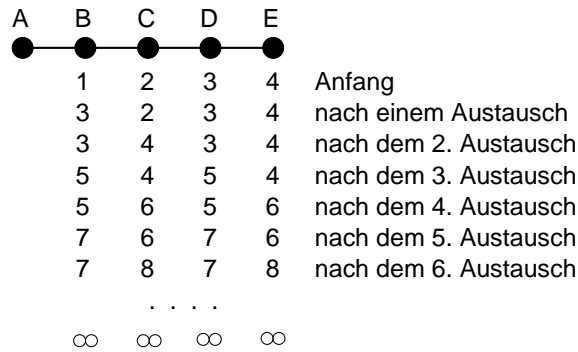 A B C D E
1 2 3 4 Anfang
3 2 3 4 nach einem Austausch
3 4 3 4 nach dem 2. Austausch
5 4 5 4 nach dem 3. Austausch
5 6 5 6 nach dem 4. Austausch
7 6 7 6 nach dem 5. Austausch
7 8 7 8 nach dem 6. Austausch
. . . .
∞ ∞ ∞ ∞